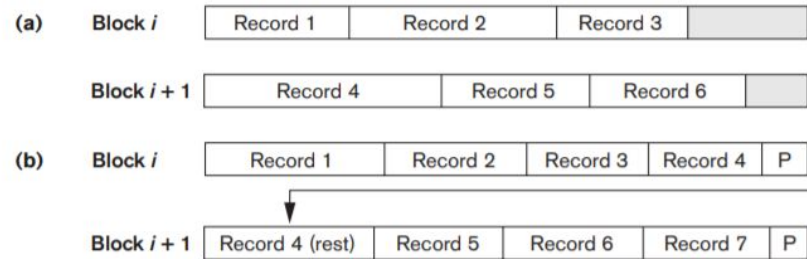 (a) Block i Record 1 Record 2 Record 3
Block i + 1 Record 4 Record 5 Record 6
(b) Block i Record 1 Record 2 Record 3 Record 4 P
Block i + 1 Record 4 (rest) Record 5 Record 6 Record 7 P